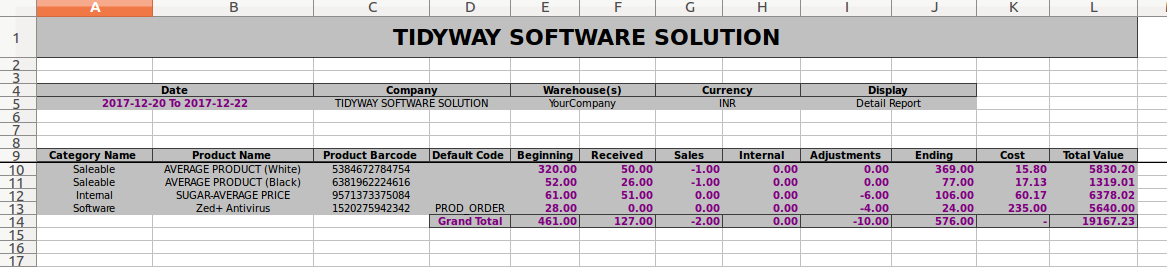 A B C D E F G H I J K L
1 TIDYWAY SOFTWARE SOLUTION
2
3
4 Date Company Warehouse(s) Currency Display
5 2017-12-20 To 2017-12-22 TIDYWAY SOFTWARE SOLUTION YourCompany INR Detail Report
6
7
8
9 Category Name Product Name Product Barcode Default Code Beginning Received Sales Internal Adjustments Ending Cost Total Value
10 Saleable AVERAGE PRODUCT (White) 5384672784754 320.00 50.00 -1.00 0.00 0.00 369.00 15.80 5830.20
11 Saleable AVERAGE PRODUCT (Black) 6381962224616 52.00 26.00 -1.00 0.00 0.00 77.00 17.13 1319.01
12 Internal SUGAR-AVERAGE PRICE 9571373375084 61.00 51.00 0.00 0.00 -6.00 106.00 60.17 6378.02
13 Software Zed+ Antivirus 1520275942342 PROD_ORDER 28.00 0.00 0.00 0.00 -4.00 24.00 235.00 5640.00
14 Grand Total 461.00 127.00 -2.00 0.00 -10.00 576.00 - 19167.23
15
16
17